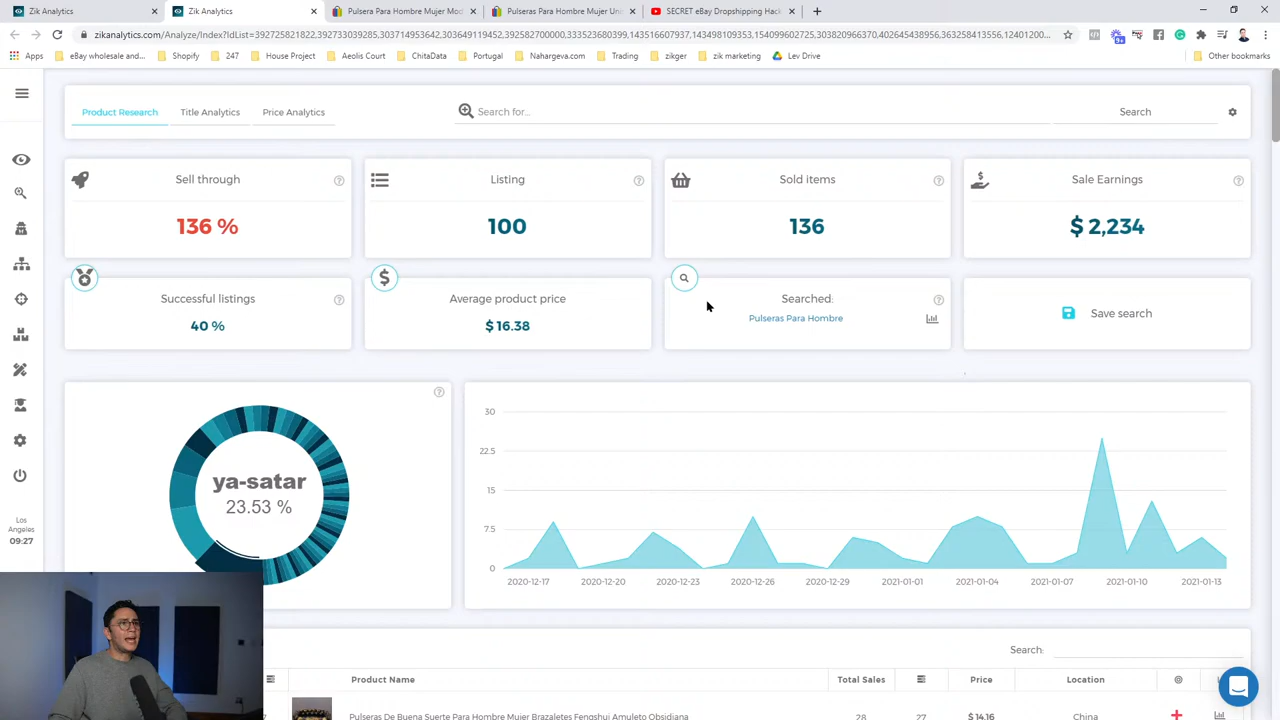 Zik Analytics
Zik Analytics
Pulsera Para Hombre Mujer Mod
Pulseras Para Hombre Mujer Uni
SECRET eBay Dropshipping Hack
zikanalytics.com/Analyze/Index?IdList=392725821822,392733039285,303714953642,303649119452,392582700000,333523680399,143516607937,143498109353,154099602725,303820966370,402645438956,363258413556,12401200...
Apps
eBay wholesale and...
Shopify
247
House Project
Aeolis Court
ChitaData
Portugal
Nahargeva.com
Trading
zikger
zik marketing
Lev Drive
Other bookmarks
Product Research
Title Analytics
Price Analytics
Search for...
Search
Sell through
136 %
Listing
100
Sold items
136
Sale Earnings
$ 2,234
Successful listings
40 %
Average product price
$ 16.38
Searched:
Pulseras Para Hombre
Save search
ya-satar
23.53 %
30
22.5
15
7.5
0
2020-12-17
2020-12-20
2020-12-23
2020-12-26
2020-12-29
2021-01-01
2021-01-04
2021-01-07
2021-01-10
2021-01-13
Los
Angeles
09:27
Search:
Product Name
Total Sales
Price
Location
Pulseras De Buena Suerte Para Hombre Mujer Brazaletes Fengshui Amuleto Obsidiana
28
27
$ 14.16
China